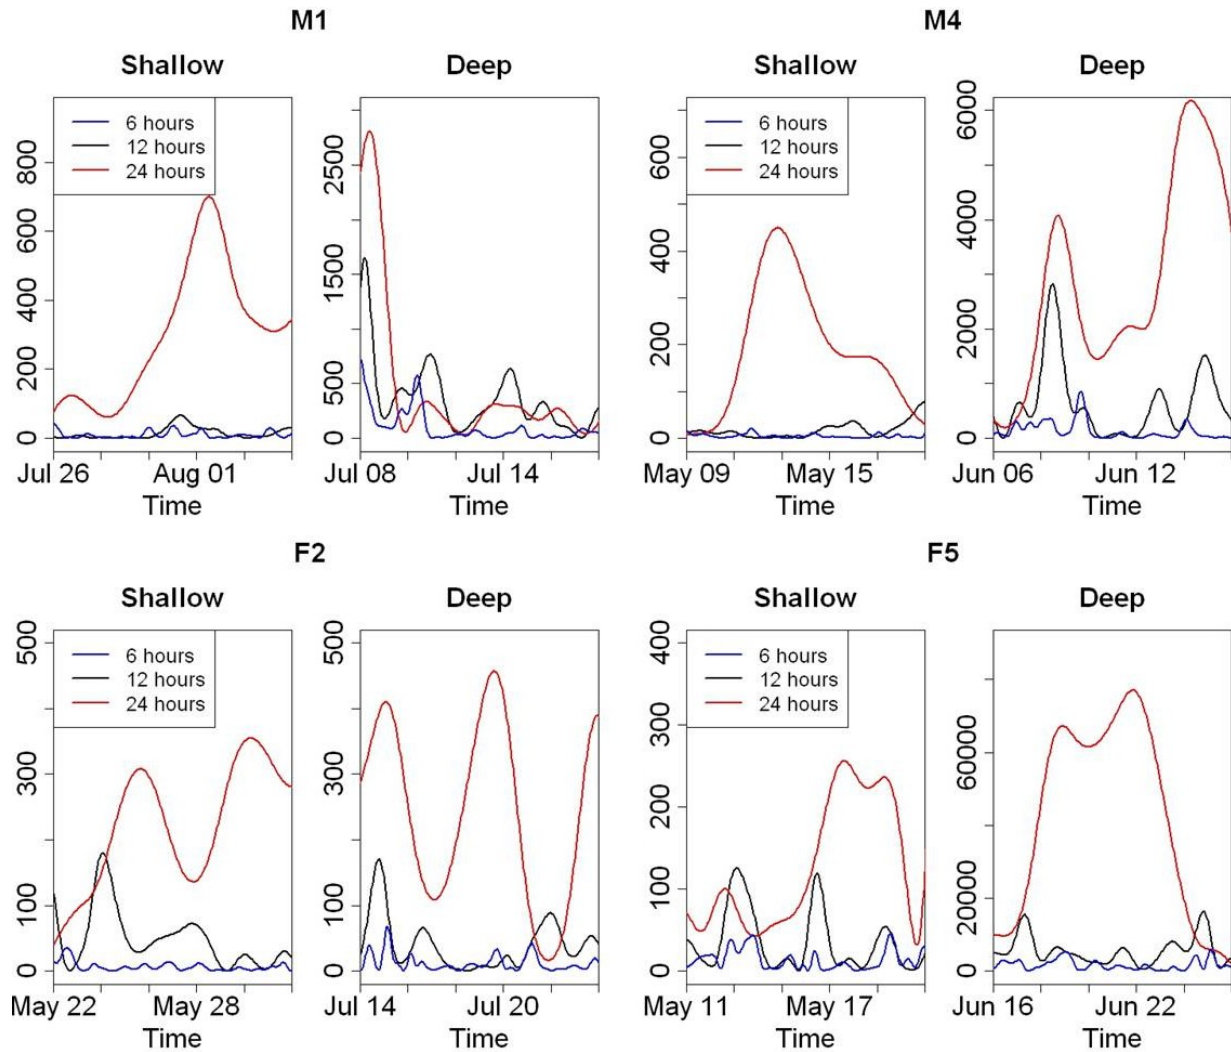 M1
Shallow
6 hours
12 hours
24 hours
0
200
400
600
800
Jul 26
Aug 01
Time
Deep
0
500
1500
2500
Jul 08
Jul 14
Time
M4
Shallow
6 hours
12 hours
24 hours
0
200
400
600
May 09
May 15
Time
Deep
0
2000
4000
6000
Jun 06
Jun 12
Time
F2
Shallow
6 hours
12 hours
24 hours
0
100
300
500
May 22
May 28
Time
Deep
0
100
300
500
Jul 14
Jul 20
Time
F5
Shallow
6 hours
12 hours
24 hours
0
100
200
300
400
May 11
May 17
Time
Deep
0
20000
60000
Jun 16
Jun 22
Time